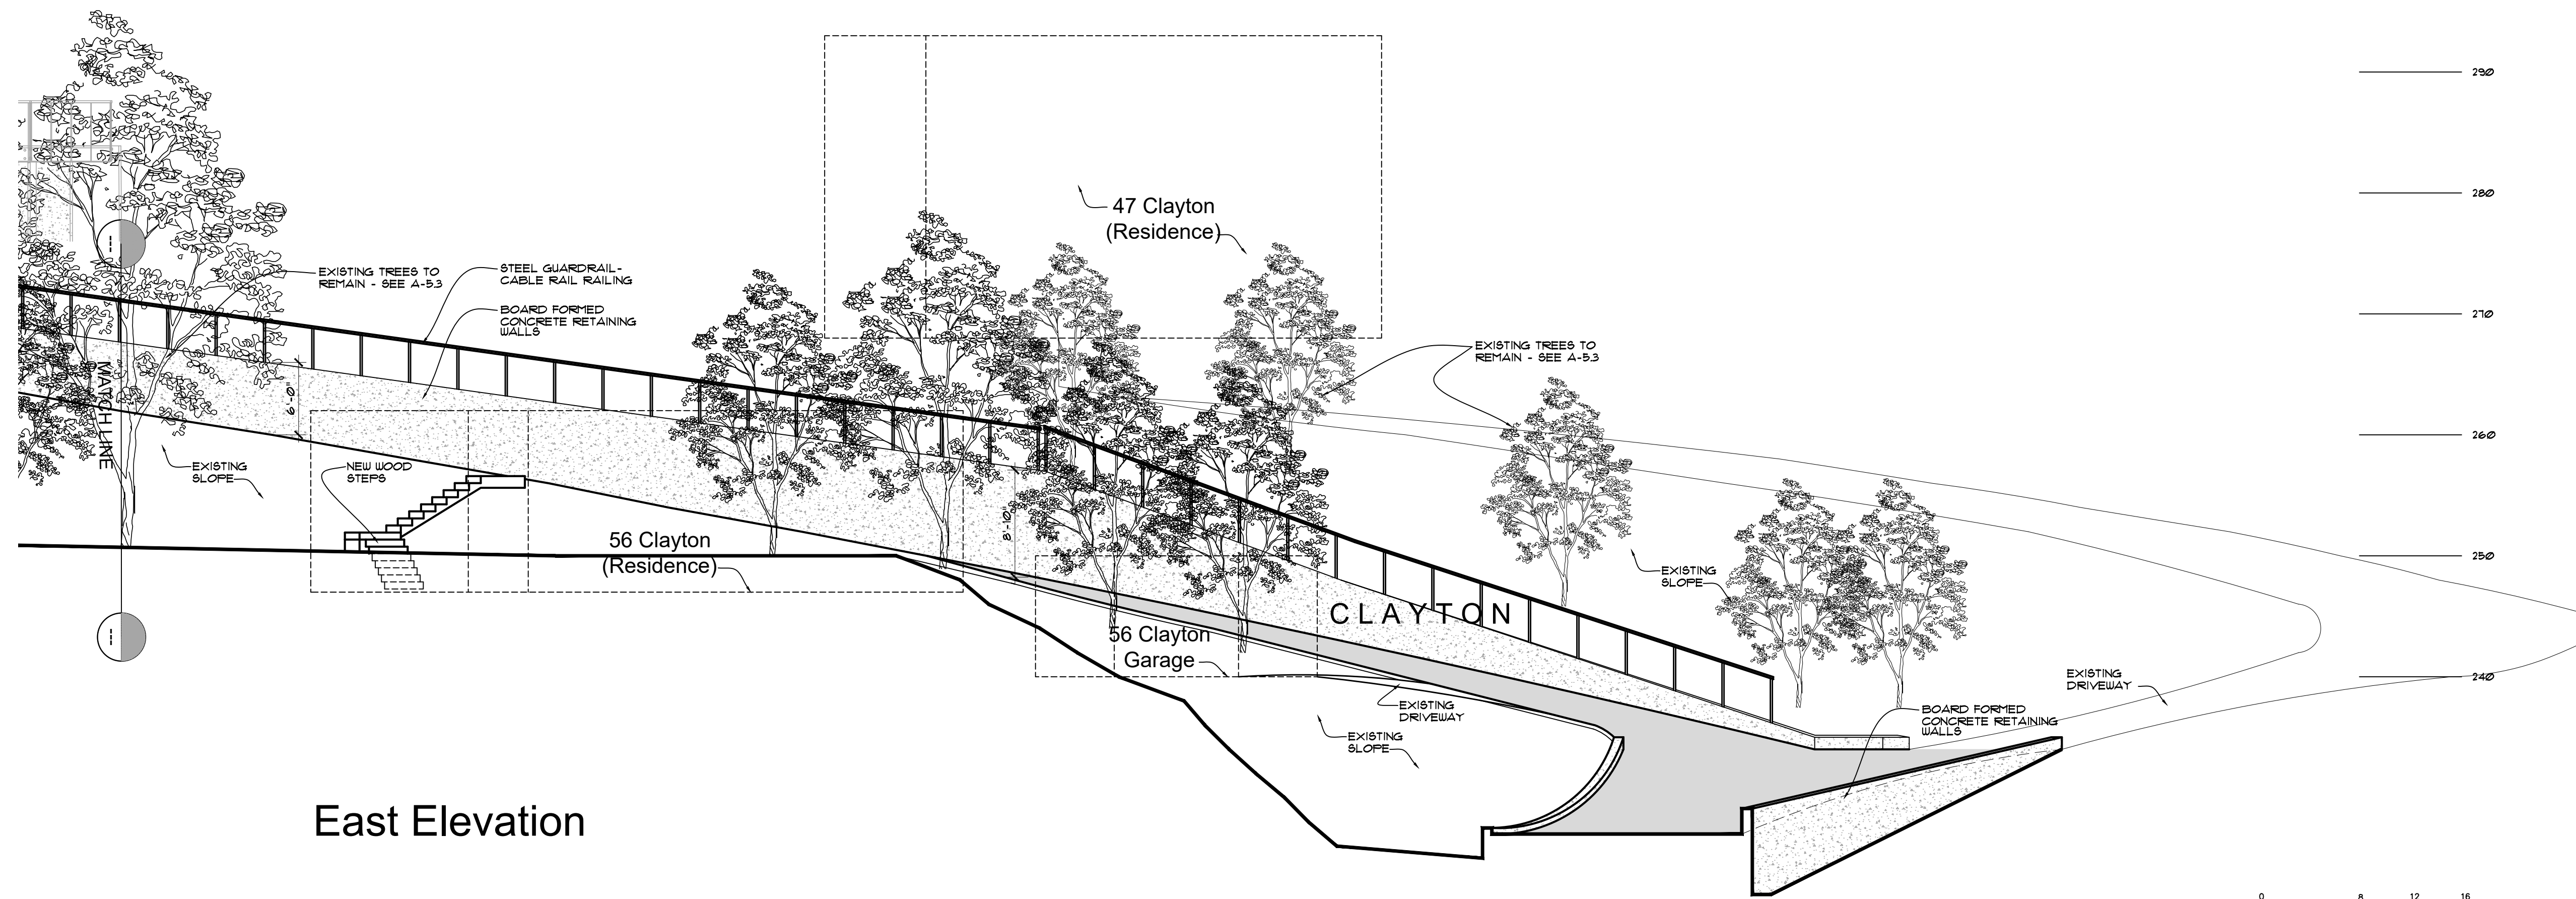 290
280
47 Clayton
(Residence)
EXISTING TREES TO
REMAIN - SEE A-5.3
STEEL GUARDRAIL-
CABLE RAIL RAILING
BOARD FORMED
CONCRETE RETAINING
WALLS
270
EXISTING TREES TO
REMAIN - SEE A-5.3
MATCH LINE
6'-0"
260
EXISTING
SLOPE
NEW WOOD
STEPS
8'-10"
56 Clayton
(Residence)
250
EXISTING
SLOPE
CLAYTON
56 Clayton
Garage
240
EXISTING
DRIVEWAY
EXISTING
DRIVEWAY
EXISTING
SLOPE
BOARD FORMED
CONCRETE RETAINING
WALLS
East Elevation
0 8 12 16